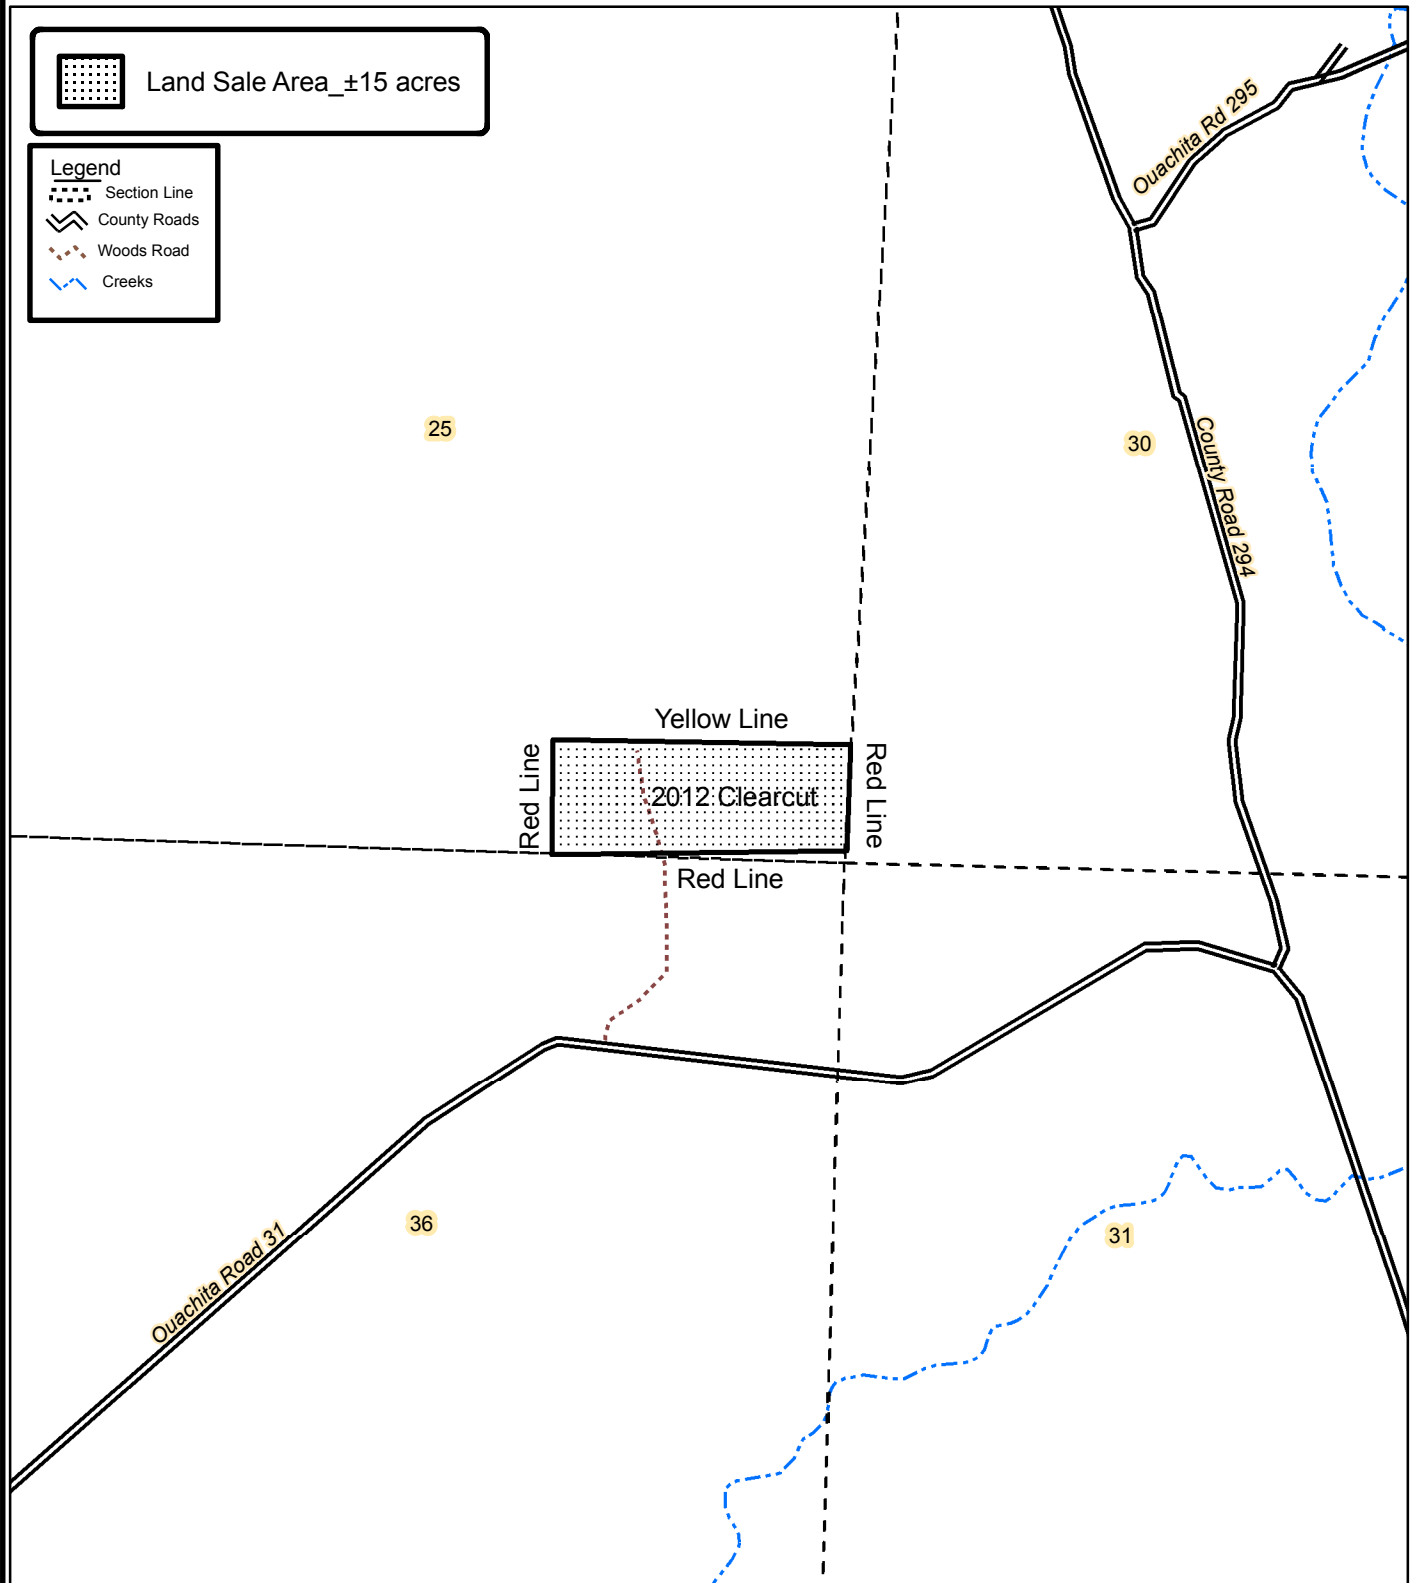 Land Sale Area_±15 acres
Legend
Section Line
County Roads
Woods Road
Creeks
Ouachita Rd 295
25
30
County Road 294
Yellow Line
Red Line
2012 Clearcut
Red Line
Red Line
36
31
Ouachita Road 31